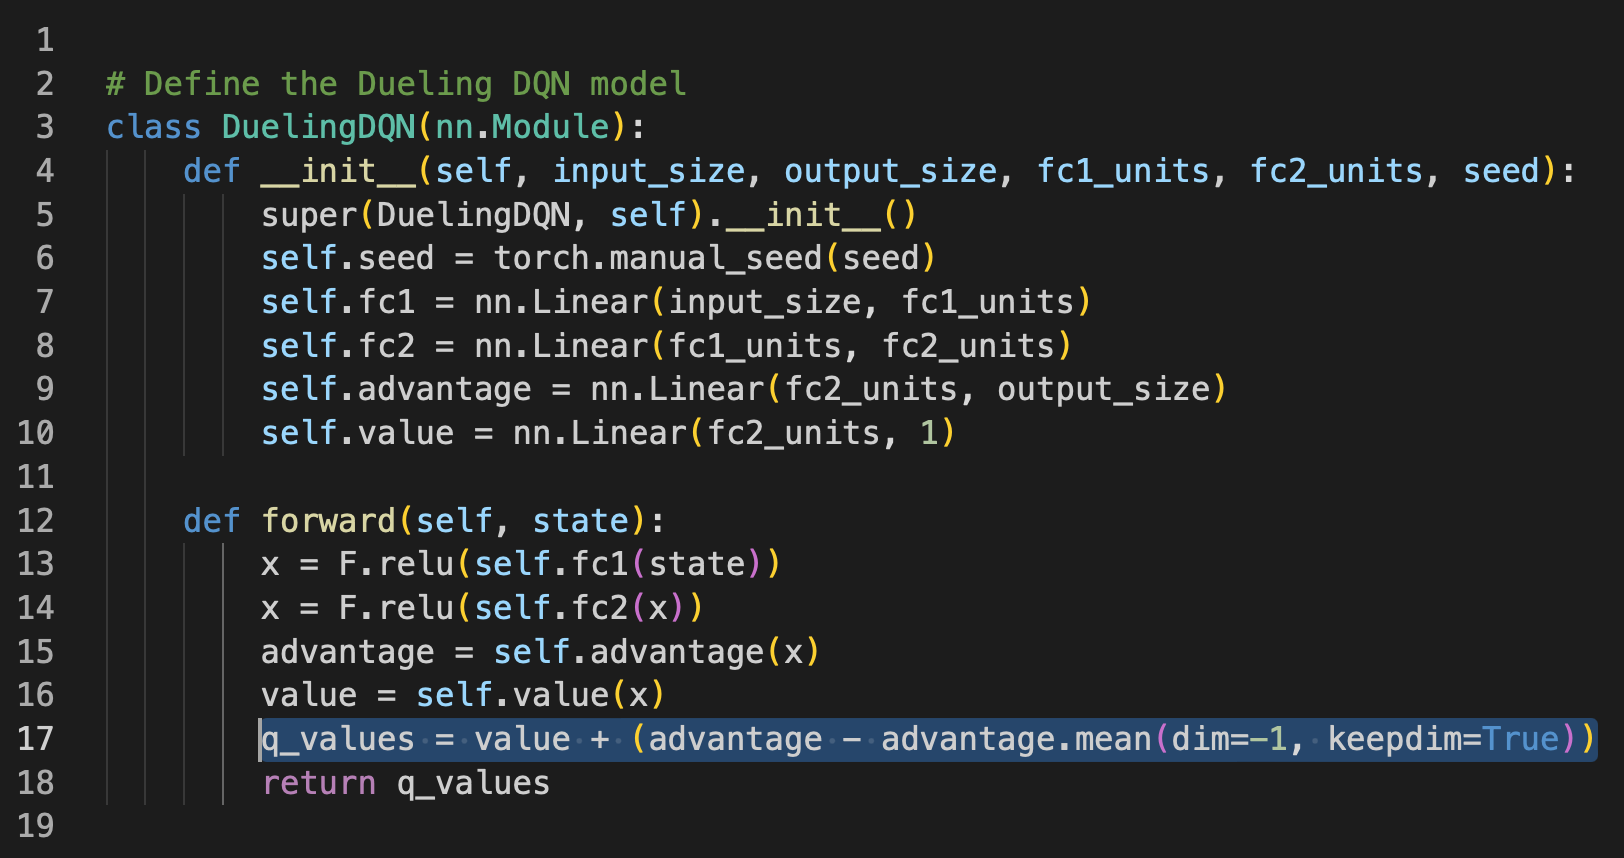 1
2 # Define the Dueling DQN model
3 class DuelingDQN(nn.Module):
4     def __init__(self, input_size, output_size, fc1_units, fc2_units, seed):
5         super(DuelingDQN, self).__init__()
6         self.seed = torch.manual_seed(seed)
7         self.fc1 = nn.Linear(input_size, fc1_units)
8         self.fc2 = nn.Linear(fc1_units, fc2_units)
9         self.advantage = nn.Linear(fc2_units, output_size)
10         self.value = nn.Linear(fc2_units, 1)
11
12     def forward(self, state):
13         x = F.relu(self.fc1(state))
14         x = F.relu(self.fc2(x))
15         advantage = self.advantage(x)
16         value = self.value(x)
17         q_values = value + (advantage - advantage.mean(dim=-1, keepdim=True))
18         return q_values
19